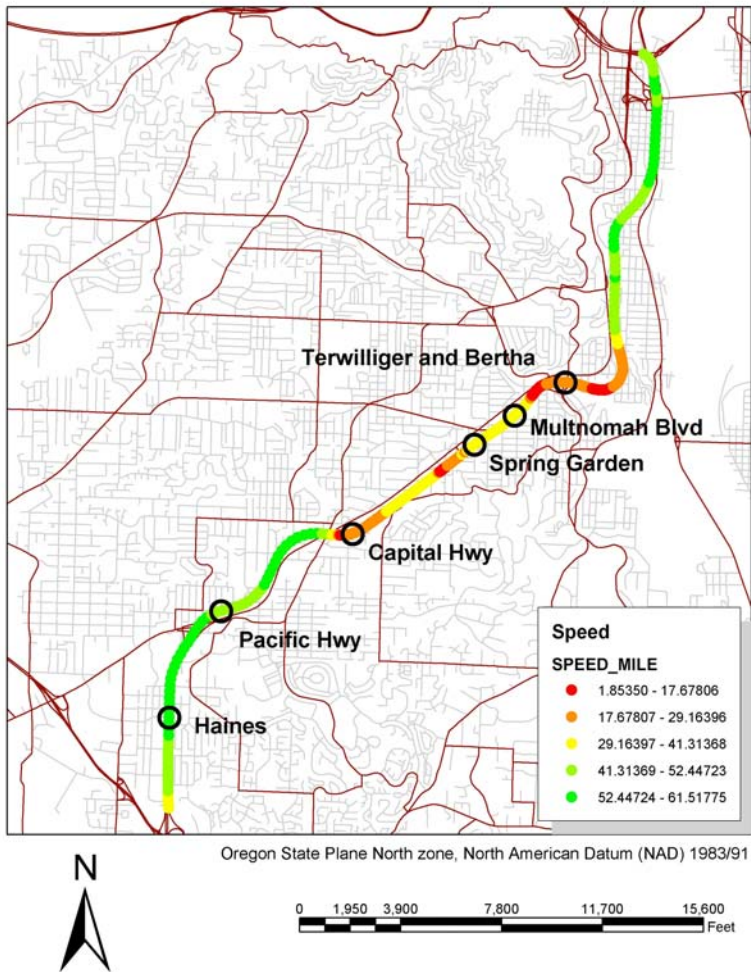 Terwilliger and Bertha
Multnomah Blvd
Spring Garden
Capital Hwy
Pacific Hwy
Haines
Speed
SPEED_MILE
1.85350 - 17.67806
17.67807 - 29.16396
29.16397 - 41.31368
41.31369 - 52.44723
52.44724 - 61.51775
Oregon State Plane North zone, North American Datum (NAD) 1983/91
N
0 1,950 3,900 7,800 11,700 15,600
Feet